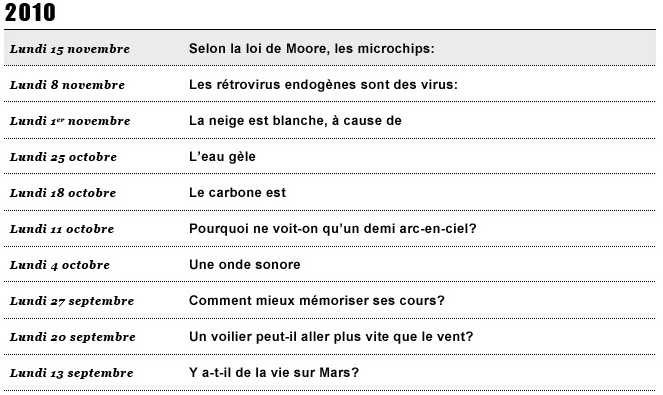 2010
Lundi 15 novembre Selon la loi de Moore, les microchips:
Lundi 8 novembre Les rétrovirus endogènes sont des virus:
Lundi 1er novembre La neige est blanche, à cause de
Lundi 25 octobre L'eau gèle
Lundi 18 octobre Le carbone est
Lundi 11 octobre Pourquoi ne voit-on qu'un demi arc-en-ciel?
Lundi 4 octobre Une onde sonore
Lundi 27 septembre Comment mieux mémoriser ses cours?
Lundi 20 septembre Un voilier peut-il aller plus vite que le vent?
Lundi 13 septembre Y a-t-il de la vie sur Mars?